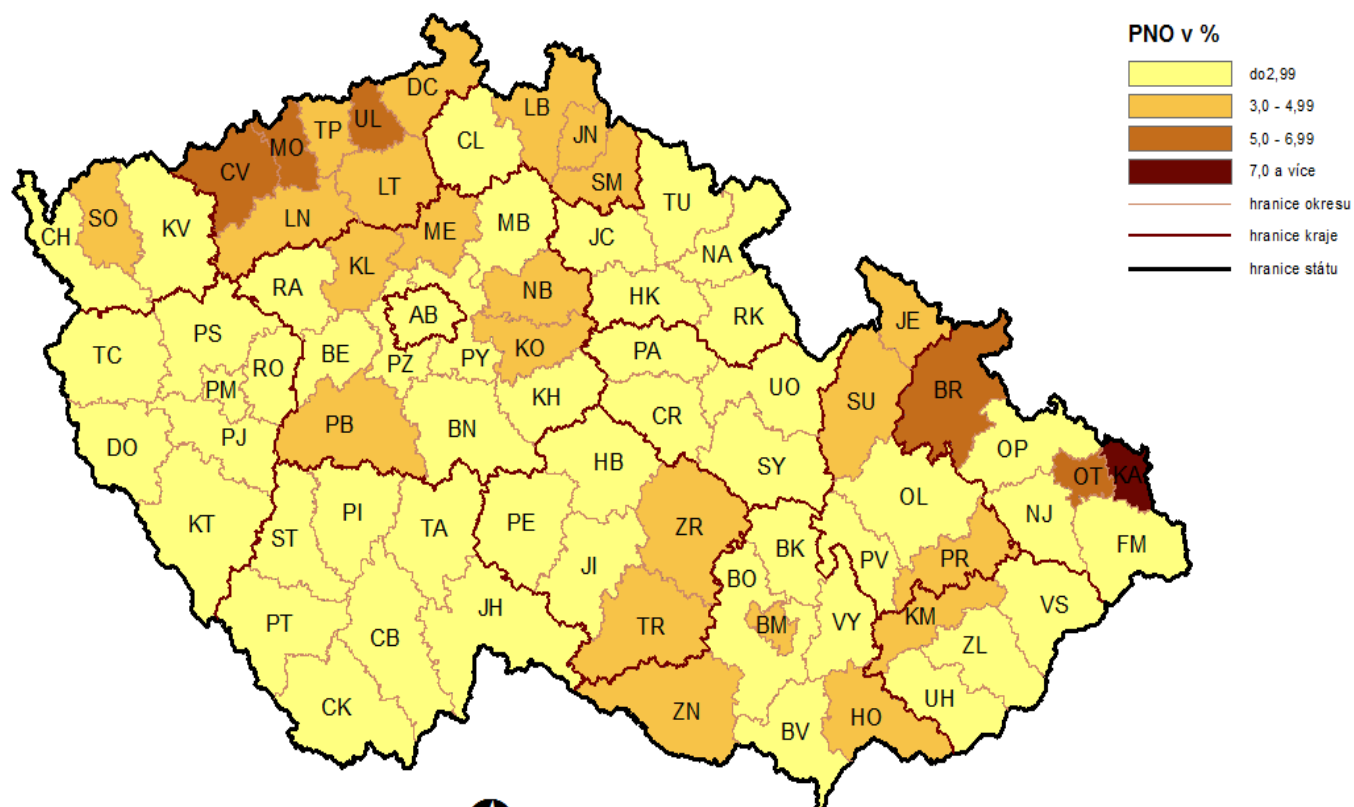 PNO v %
do2,99
3,0 - 4,99
5,0 - 6,99
7,0 a více
hranice okresu
hranice kraje
hranice státu
DC
LB
UL
TP
JN
MO
CL
CV
LT
SM
TU
SO
LN
KV
CH
ME
MB
JC
NA
KL
RA
NB
HK
AB
RK
JE
PS
TC
BE
RO
PZ
PY
KO
PA
UO
PM
KH
SU
BR
PB
BN
CR
DO
PJ
HB
SY
OP
OT
KA
OL
KT
PI
TA
PE
ZR
NJ
ST
BK
FM
JI
BO
PV
PR
PT
CB
JH
TR
BM
VY
KM
VS
ZL
CK
ZN
UH
HO
BV